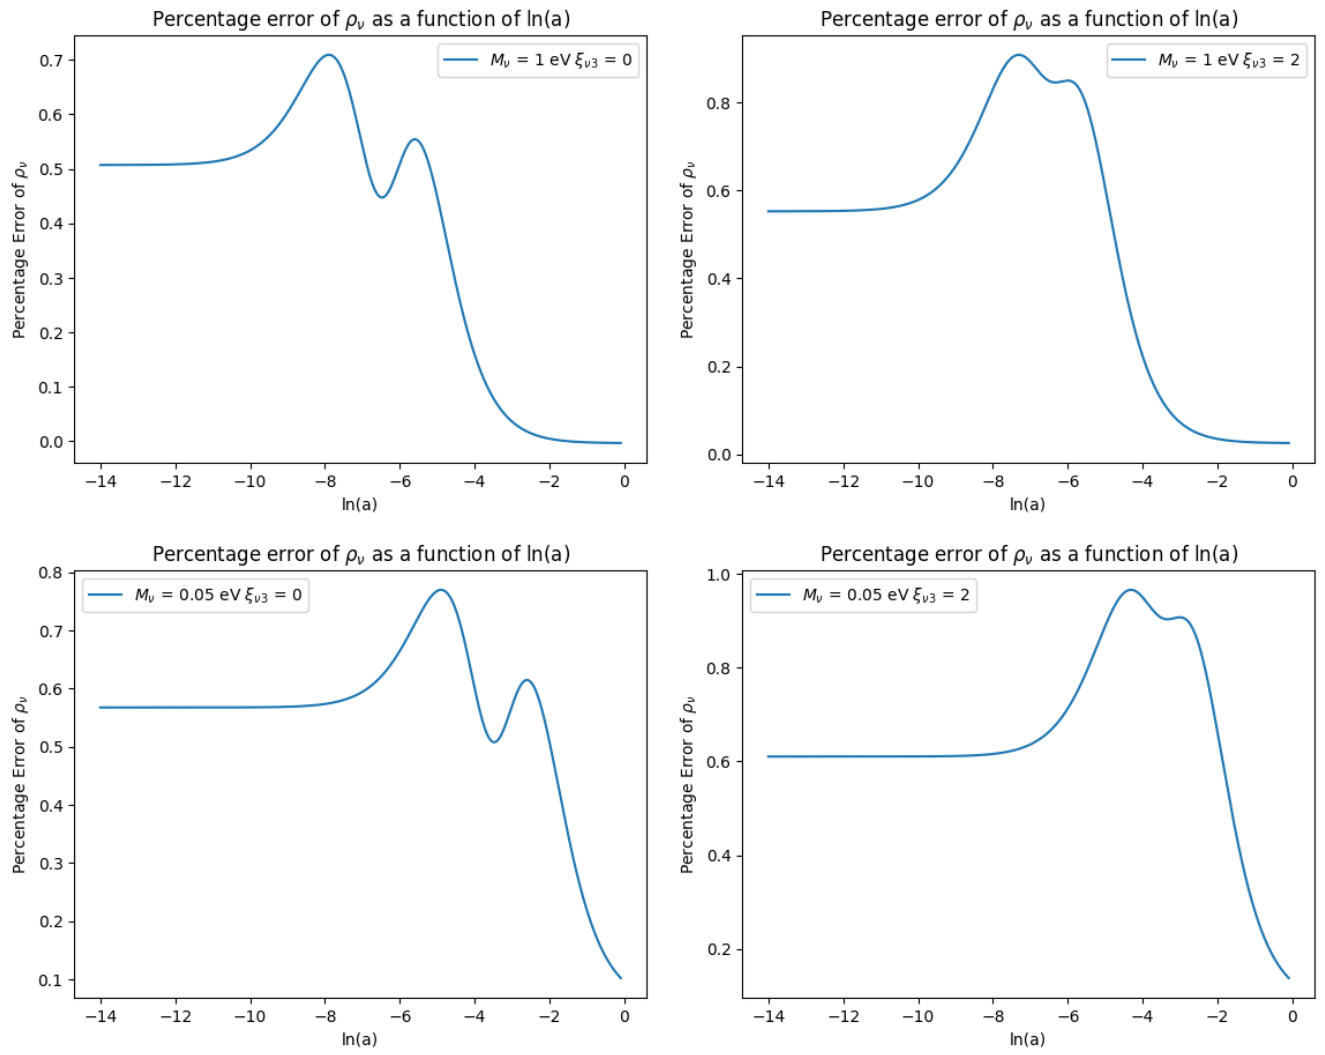 Percentage error of ρν as a function of ln(a)
Mν = 1 eV ξν3 = 0
Percentage Error of ρν
0.7
0.6
0.5
0.4
0.3
0.2
0.1
0.0
−14 −12 −10 −8 −6 −4 −2 0
ln(a)
Percentage error of ρν as a function of ln(a)
Mν = 1 eV ξν3 = 2
Percentage Error of ρν
0.8
0.6
0.4
0.2
0.0
−14 −12 −10 −8 −6 −4 −2 0
ln(a)
Percentage error of ρν as a function of ln(a)
Mν = 0.05 eV ξν3 = 0
Percentage Error of ρν
0.8
0.7
0.6
0.5
0.4
0.3
0.2
0.1
−14 −12 −10 −8 −6 −4 −2 0
ln(a)
Percentage error of ρν as a function of ln(a)
Mν = 0.05 eV ξν3 = 2
Percentage Error of ρν
1.0
0.8
0.6
0.4
0.2
−14 −12 −10 −8 −6 −4 −2 0
ln(a)